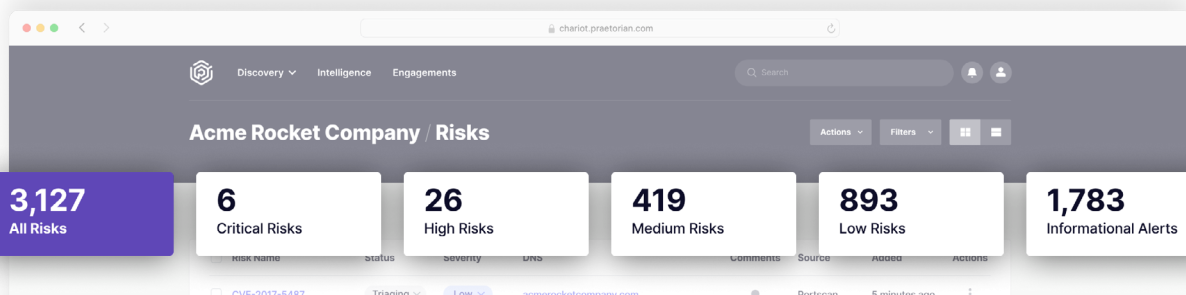 chariot.praetorian.com
Discovery Intelligence Engagements Search
Acme Rocket Company / Risks Actions Filters
3,127 6 26 419 893 1,783
All Risks Critical Risks High Risks Medium Risks Low Risks Informational Alerts
Risk Name Status Severity DNS Comments Source Added Actions
CVE-2017-5487 Triaging Low acmerocketcompany.com Portscan 5 minutes ago